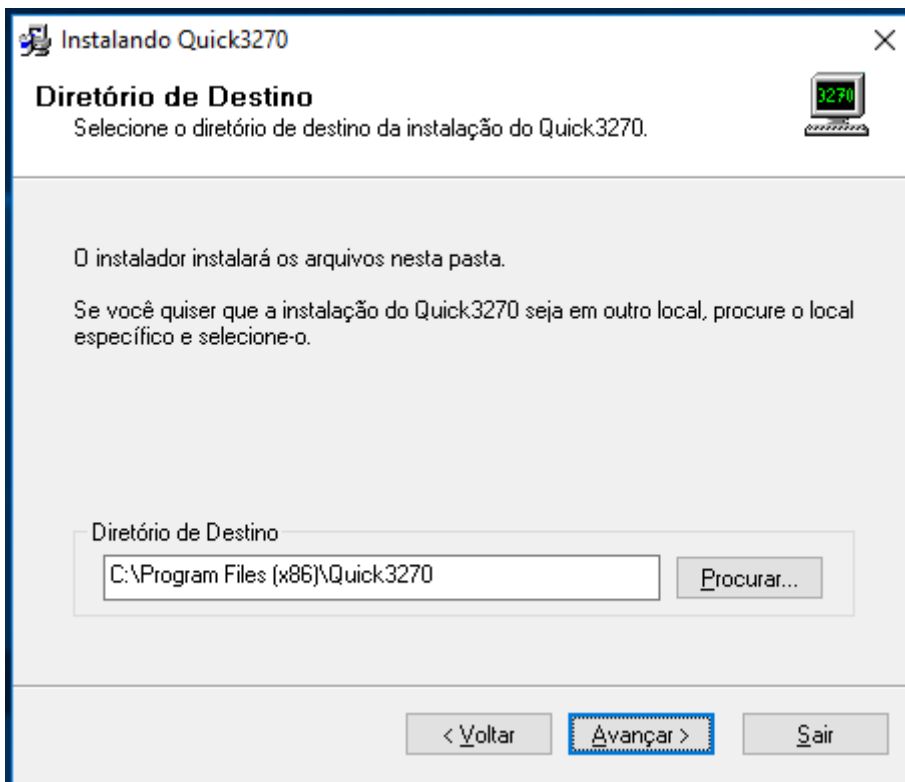 Instalando Quick3270
Diretório de Destino
Selecione o diretório de destino da instalação do Quick3270.
3270
O instalador instalará os arquivos nesta pasta.
Se você quiser que a instalação do Quick3270 seja em outro local, procure o local
específico e selecione-o.
Diretório de Destino
C:\Program Files (x86)\Quick3270
Procurar...
< Voltar
Avançar >
Sair